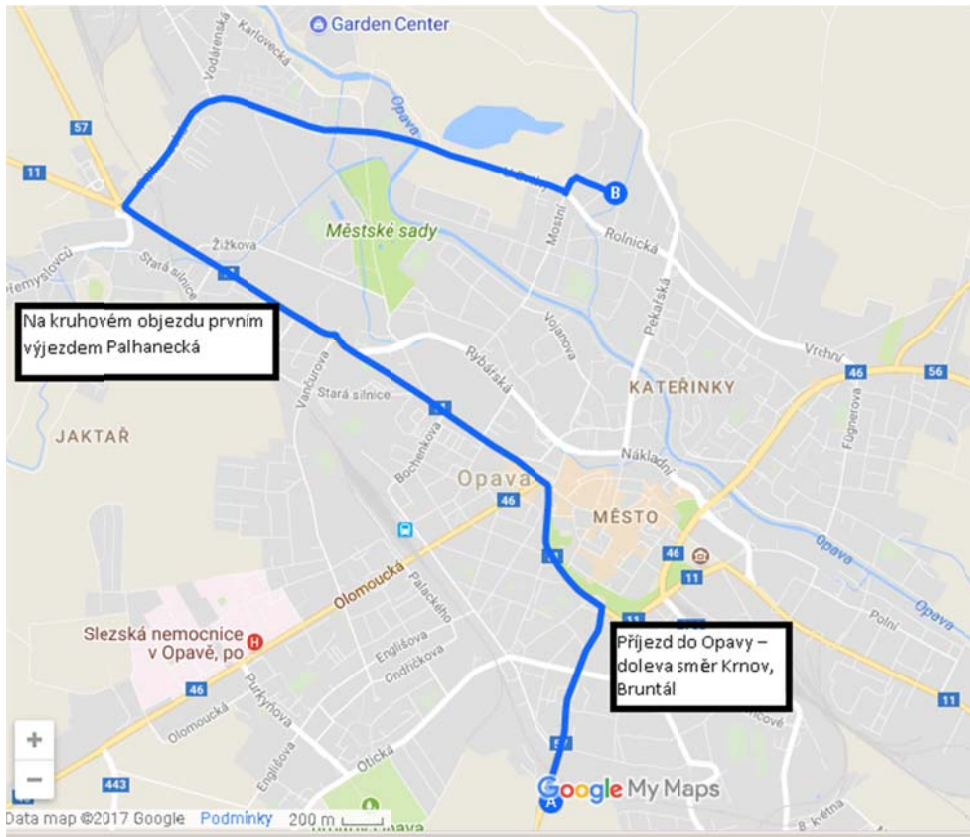 Garden Center
Vodárenská
Karlovecká
57
Opava
11
B
Městské sady
Mostní
Rolnická
Žižkova
Stará silnice
Pekařská
Na kruhovém objezdu prvním
výjezdem Palhanecká
Vojanova
Vančurova
Rybářská
Vrchní
46
56
KATEŘINKY
Stará silnice
Fügnerova
JAKTAŘ
Bochenkova
Nákladní
Opava
46
MĚSTO
Opava
46
11
Olomoucká
Palackého
Opava
Polní
11
Slezská nemocnice
v Opavě, po
H
Englišova
Ondříčkova
Příjezd do Opavy –
doleva směr Krnov,
Bruntál
46
Purkyňova
Olomoucká
11
Englišova
Otická
57
+
−
443
A
Google My Maps
Data map ©2017 Google Podmínky 200 m